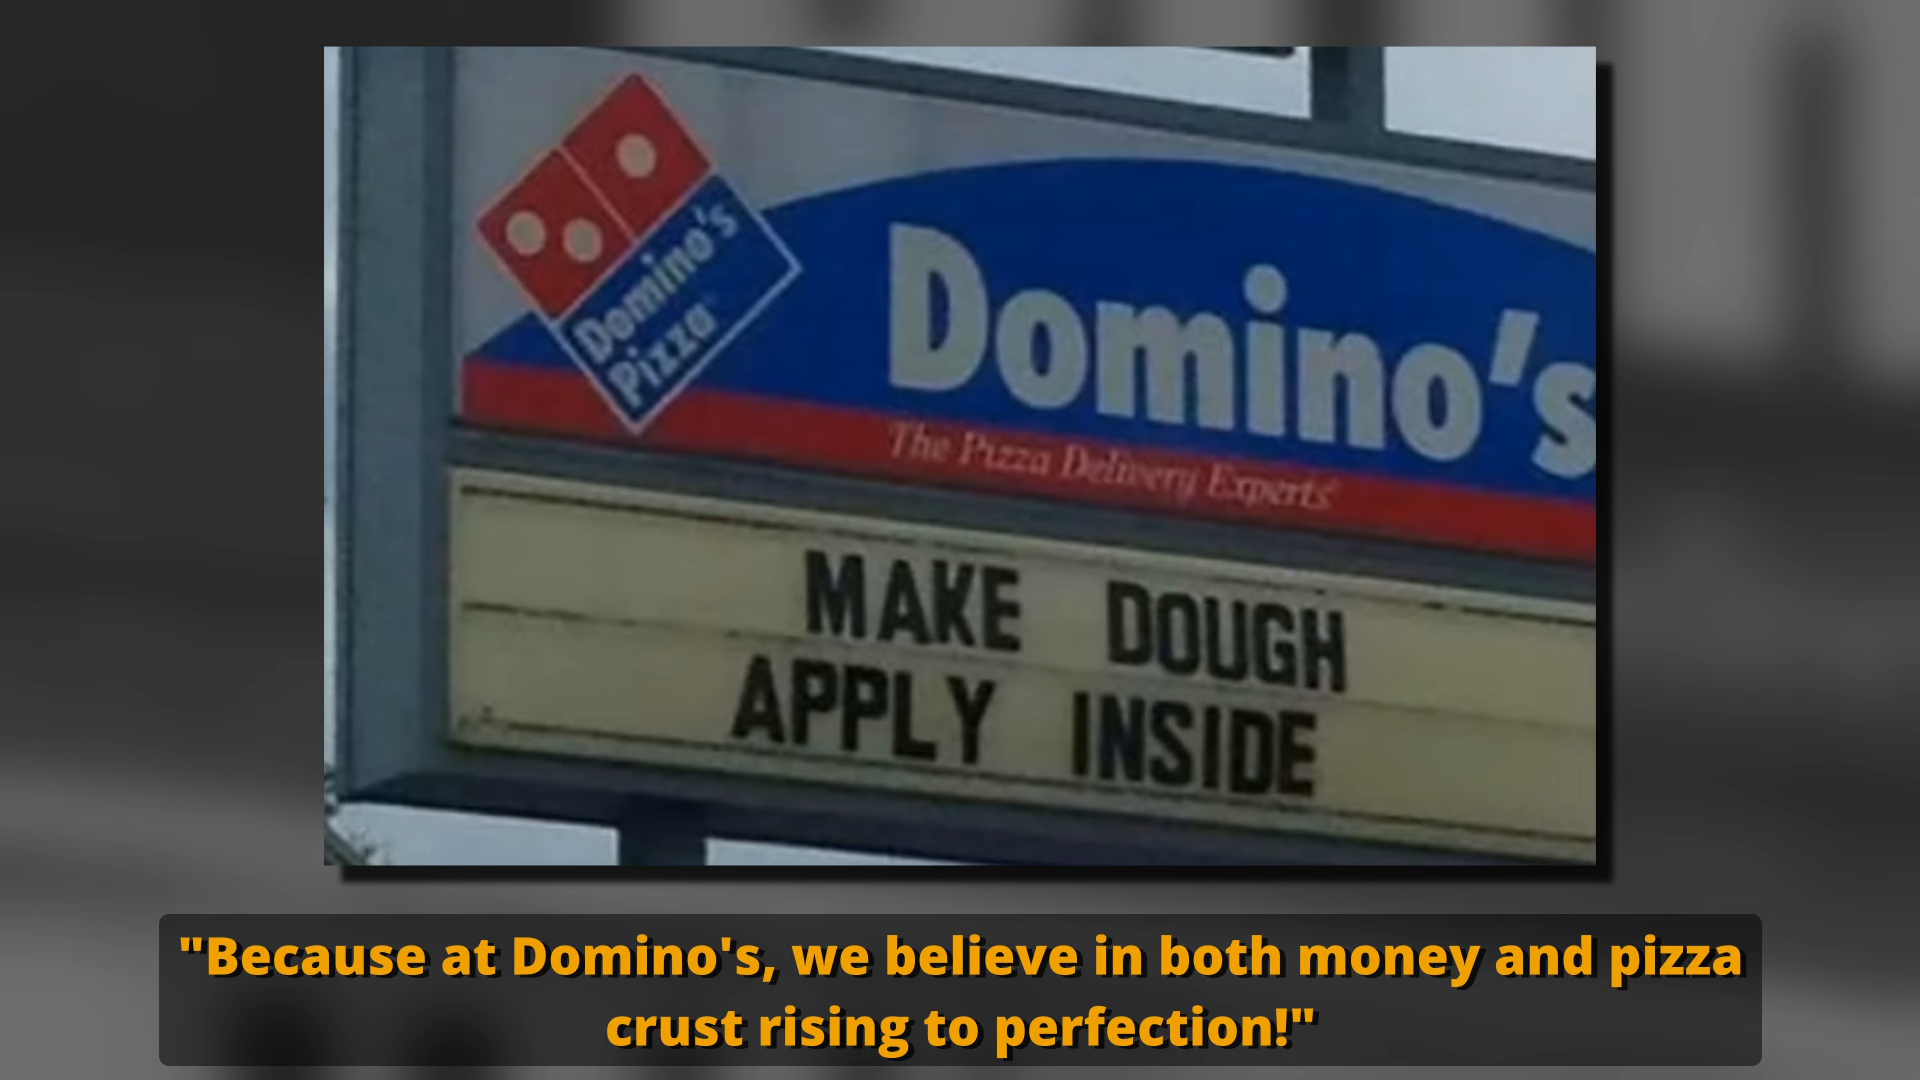 Domino's
Pizza
Domino's
The Pizza Delivery Experts
MAKE DOUGH
APPLY INSIDE
"Because at Domino's, we believe in both money and pizza
crust rising to perfection!"